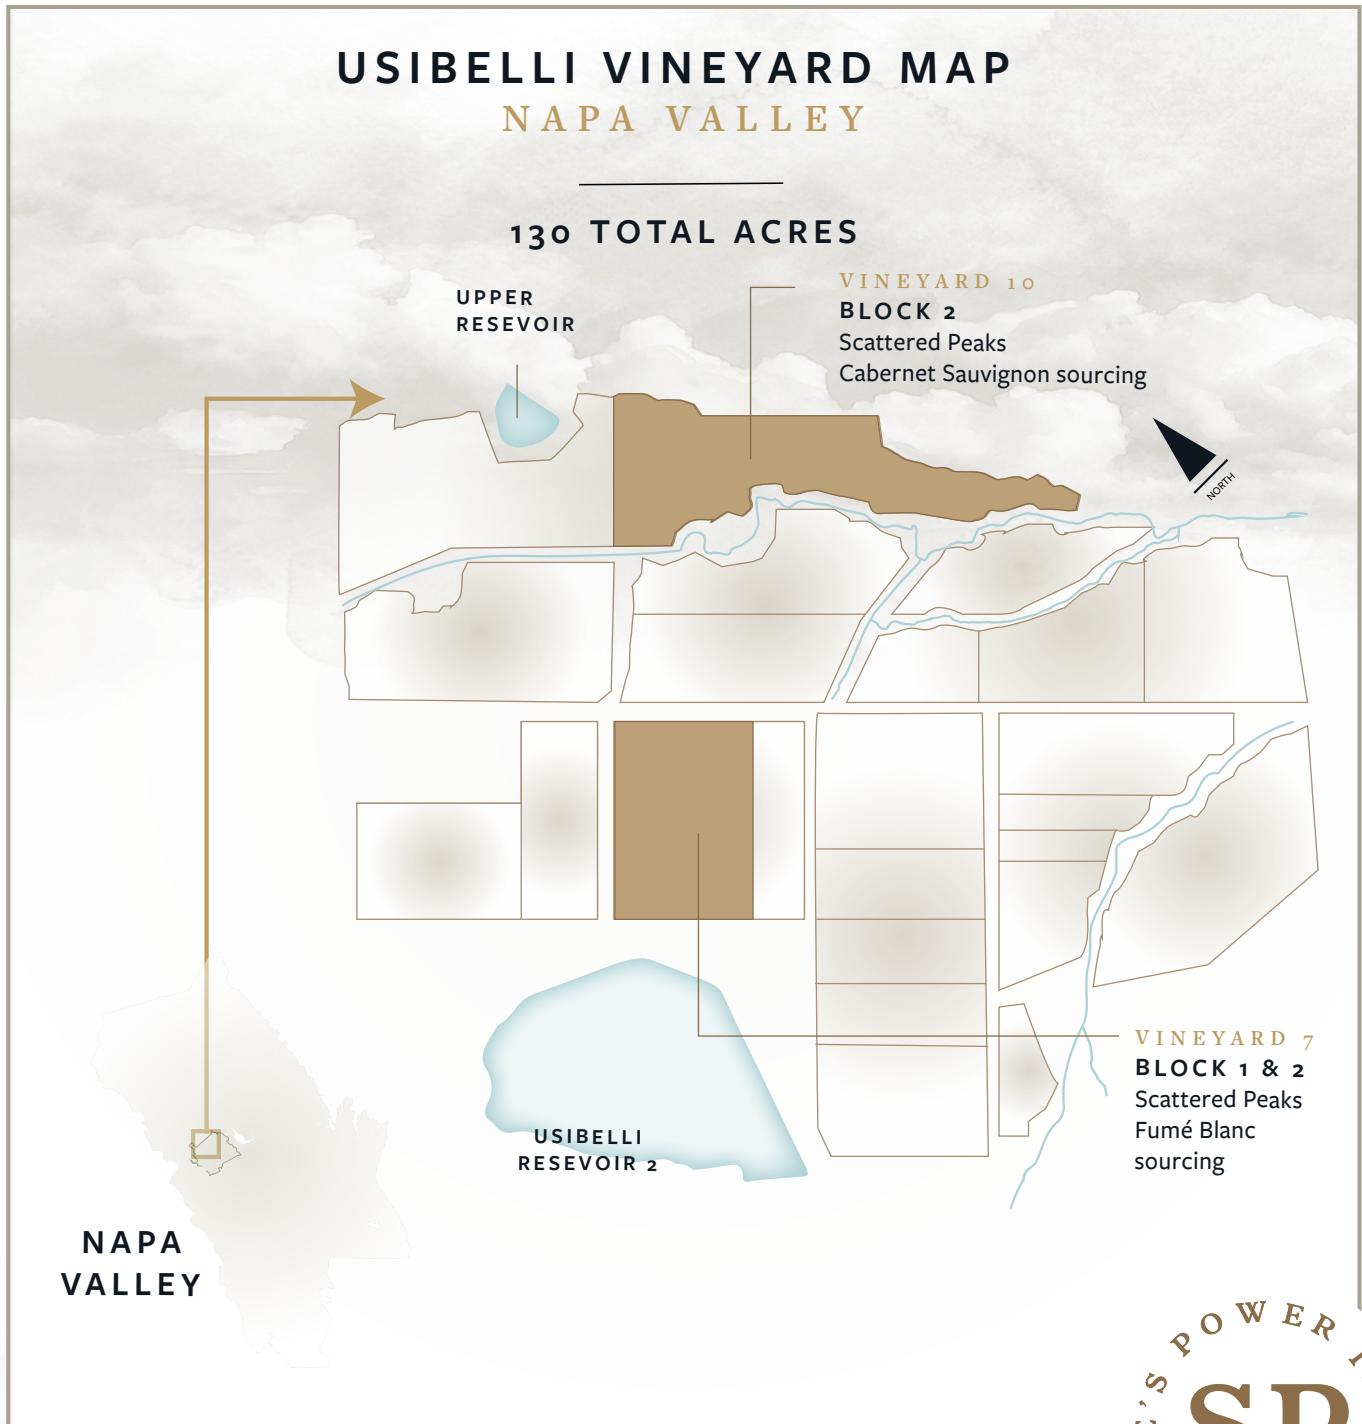 USIBELLI VINEYARD MAP
NAPA VALLEY
130 TOTAL ACRES
UPPER
RESEVOIR
VINEYARD 10
BLOCK 2
Scattered Peaks
Cabernet Sauvignon sourcing
NORTH
VINEYARD 7
BLOCK 1 & 2
Scattered Peaks
Fumé Blanc
sourcing
USIBELLI
RESEVOIR 2
NAPA
VALLEY
POWER
SP